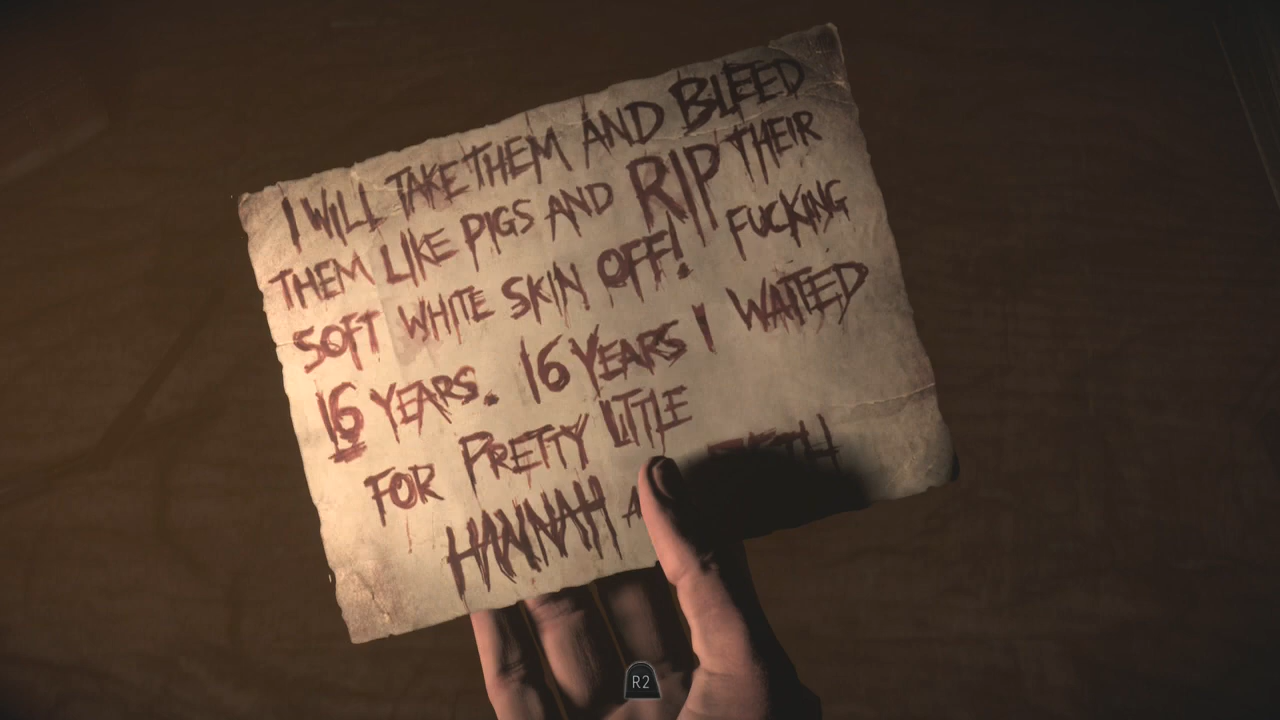 I WILL TAKE THEM AND BLEED
THEM LIKE PIGS AND RIP THEIR
SOFT WHITE SKIN OFF! FUCKING
16 YEARS. 16 YEARS I WAITED
FOR PRETTY LITTLE
HANNAH
R2